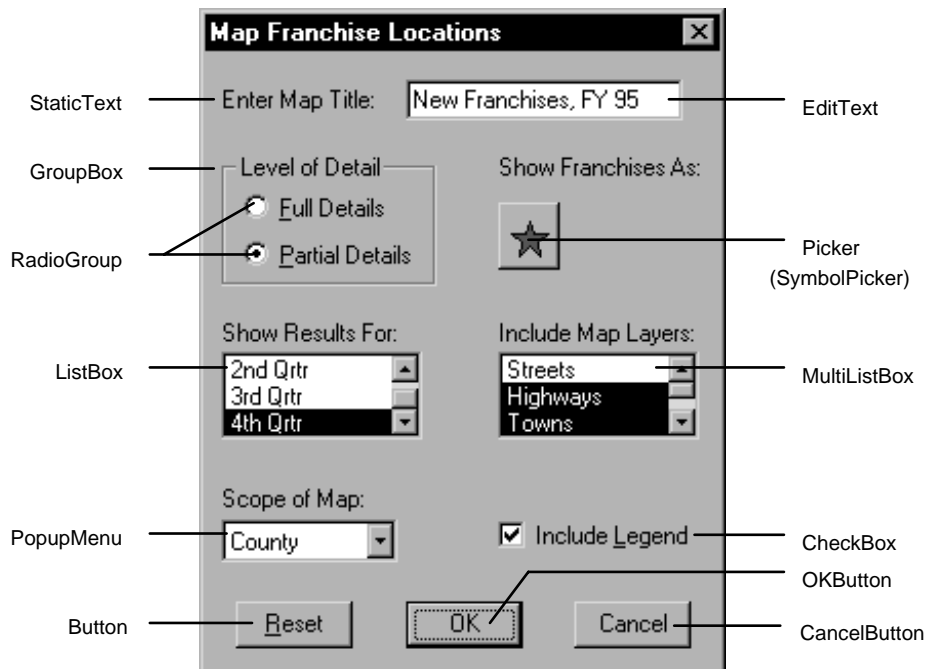 Map Franchise Locations
StaticText
Enter Map Title:
New Franchises, FY 95
EditText
GroupBox
Level of Detail
Show Franchises As:
Full Details
RadioGroup
Partial Details
Picker
(SymbolPicker)
Show Results For:
Include Map Layers:
ListBox
2nd Qrtr
3rd Qrtr
4th Qrtr
Streets
Highways
Towns
MultiListBox
Scope of Map:
PopupMenu
County
Include Legend
CheckBox
OKButton
Button
Reset
OK
Cancel
CancelButton